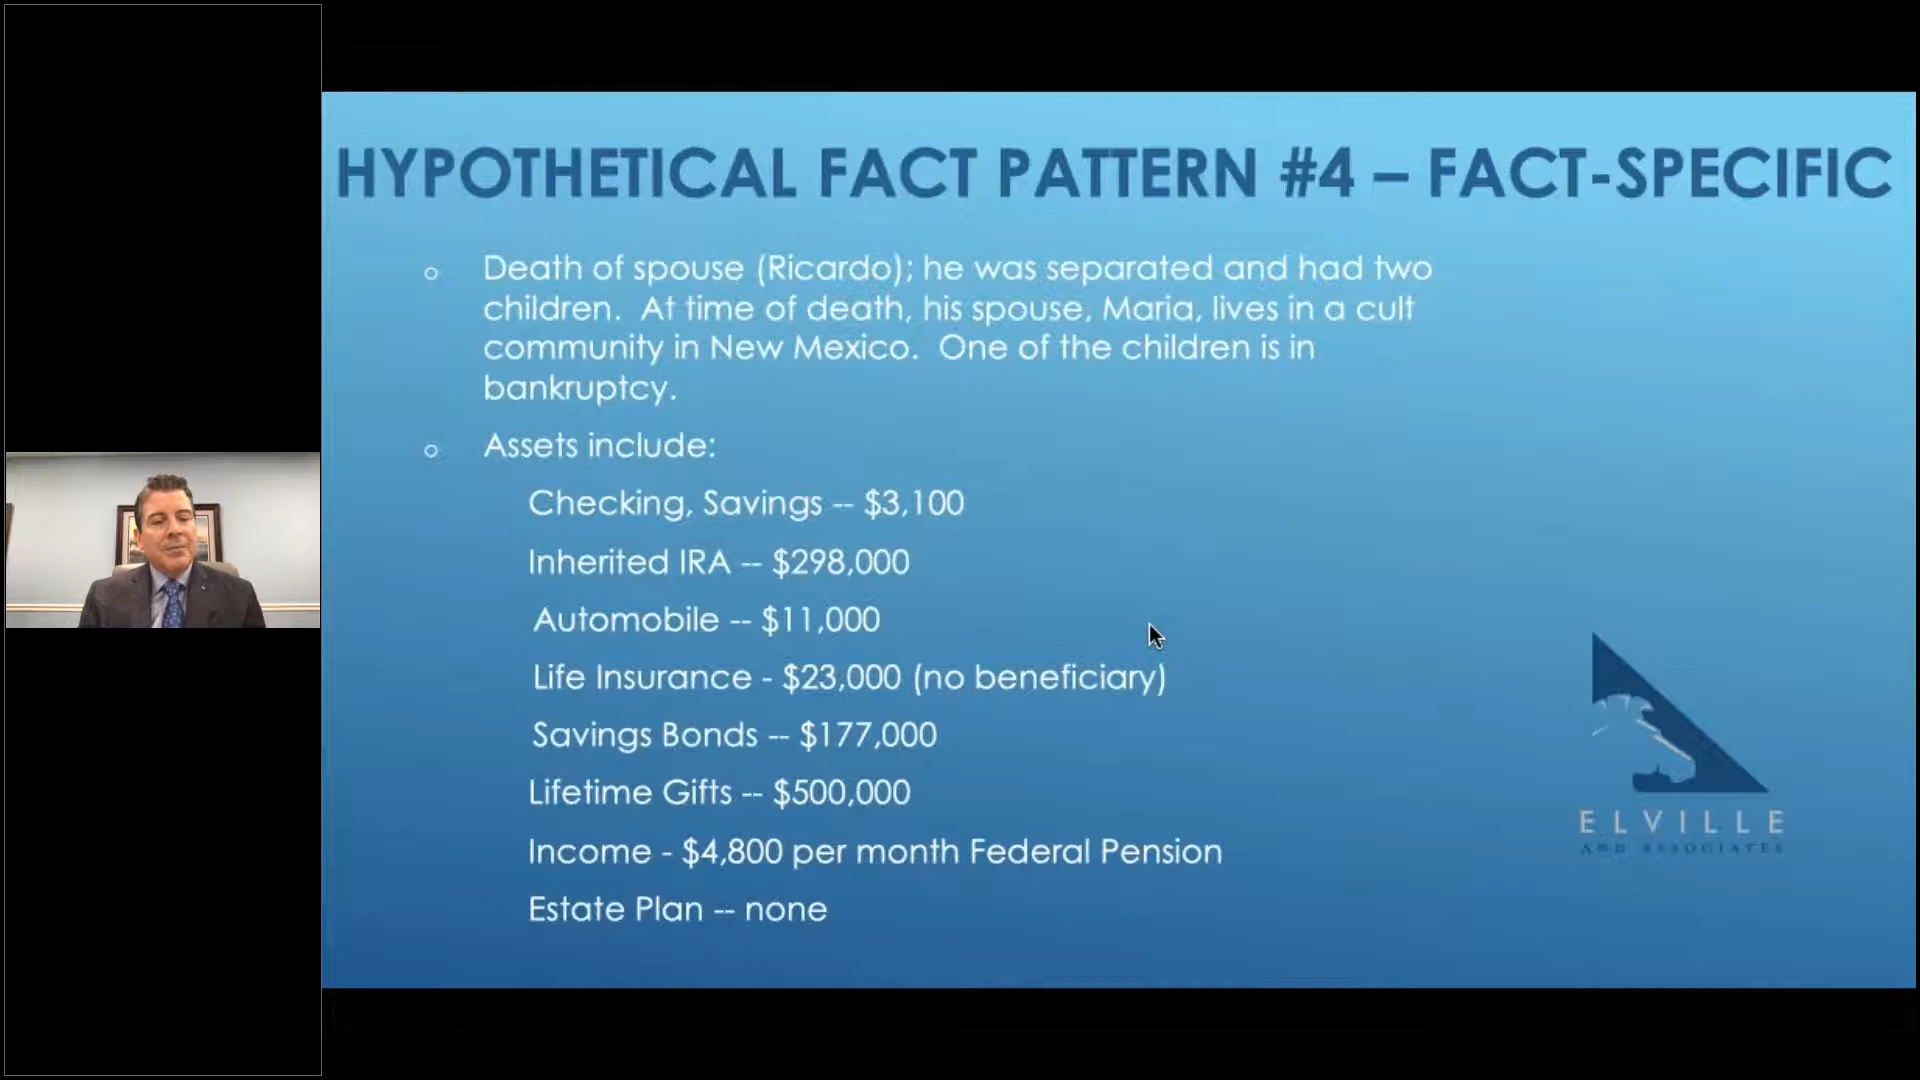 HYPOTHETICAL FACT PATTERN #4 – FACT-SPECIFIC
Death of spouse (Ricardo); he was separated and had two
children.  At time of death, his spouse, Maria, lives in a cult
community in New Mexico.  One of the children is in
bankruptcy.
Assets include:
Checking, Savings -- $3,100
Inherited IRA -- $298,000
Automobile -- $11,000
Life Insurance - $23,000 (no beneficiary)
Savings Bonds -- $177,000
Lifetime Gifts -- $500,000
Income - $4,800 per month Federal Pension
Estate Plan -- none
ELVILLE
AND ASSOCIATES